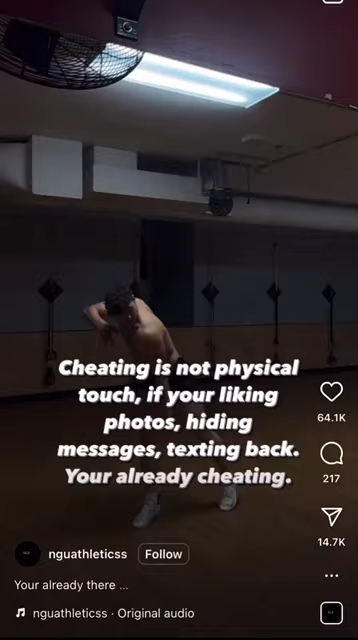 Cheating is not physical
touch, if your liking
photos, hiding
messages, texting back.
Your already cheating.
64.1K
217
14.7K
nguathleticss
Follow
Your already there ...
nguathleticss · Original audio